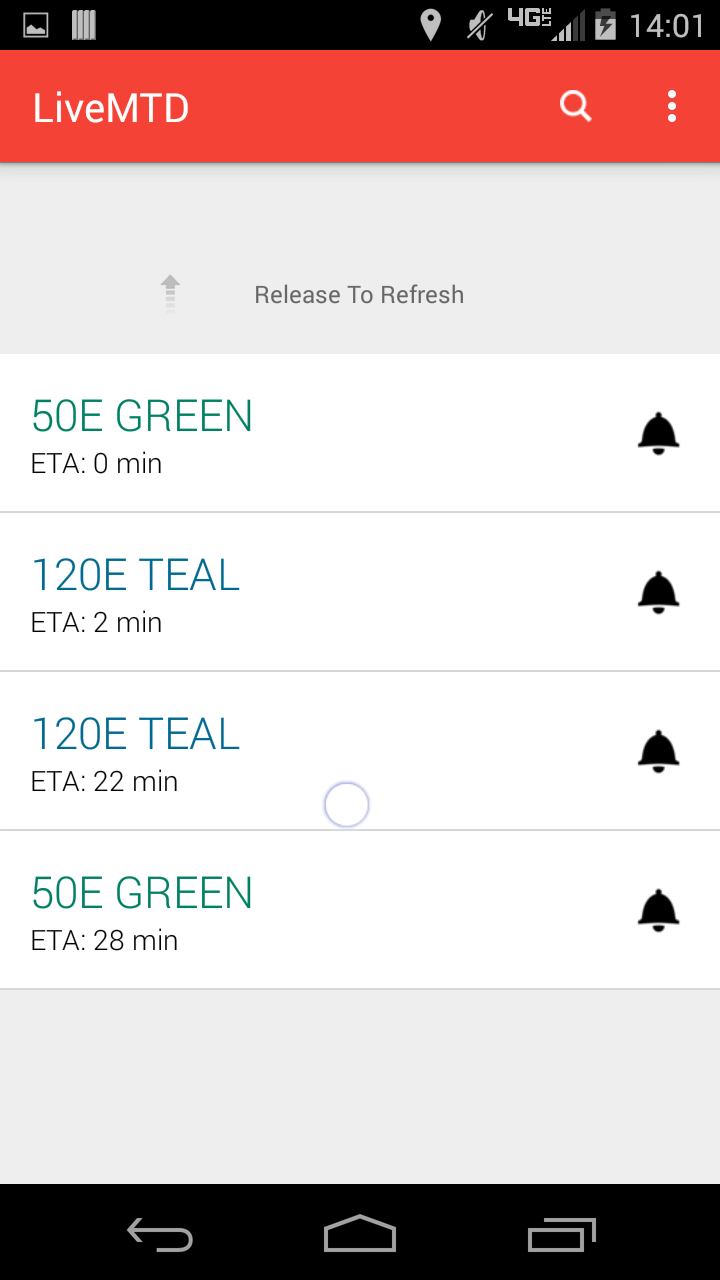 4G LTE 14:01
LiveMTD
Release To Refresh
50E GREEN
ETA: 0 min
120E TEAL
ETA: 2 min
120E TEAL
ETA: 22 min
50E GREEN
ETA: 28 min